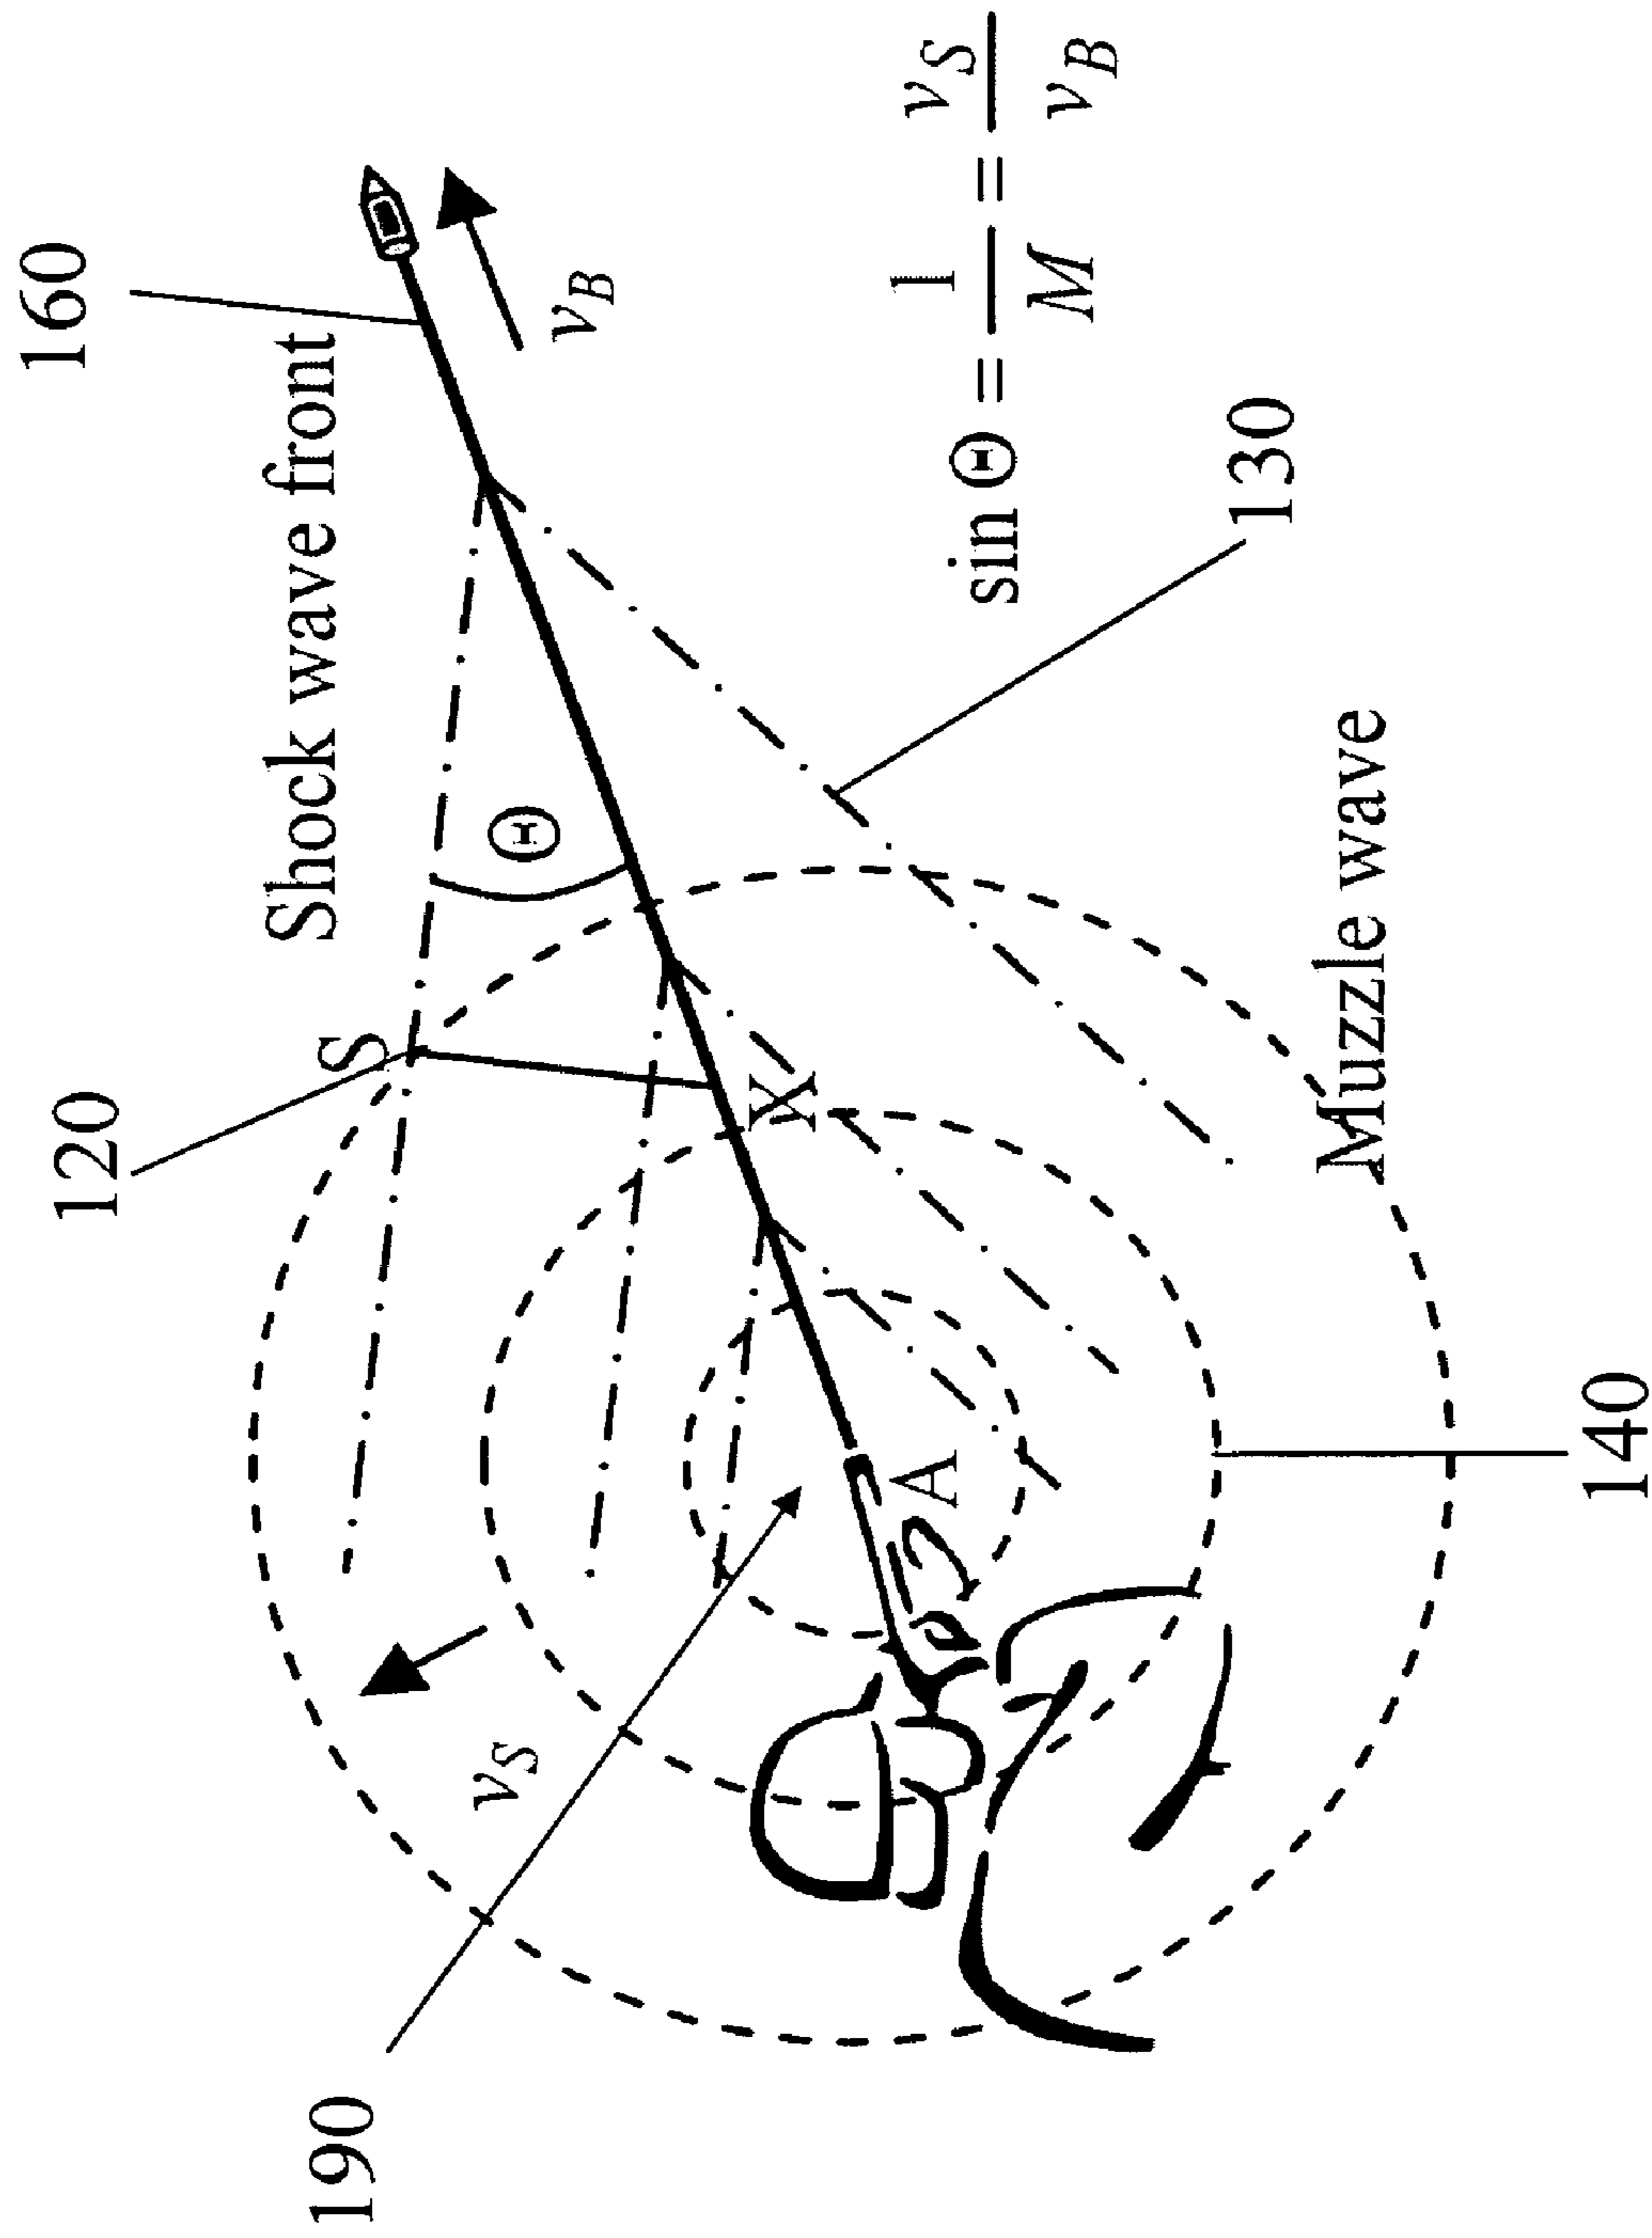 160
Shock wave front
v_B
120
S
Θ
X
A
v_S
190
sin Θ = 1/M = v_S/v_B
130
Muzzle wave
140